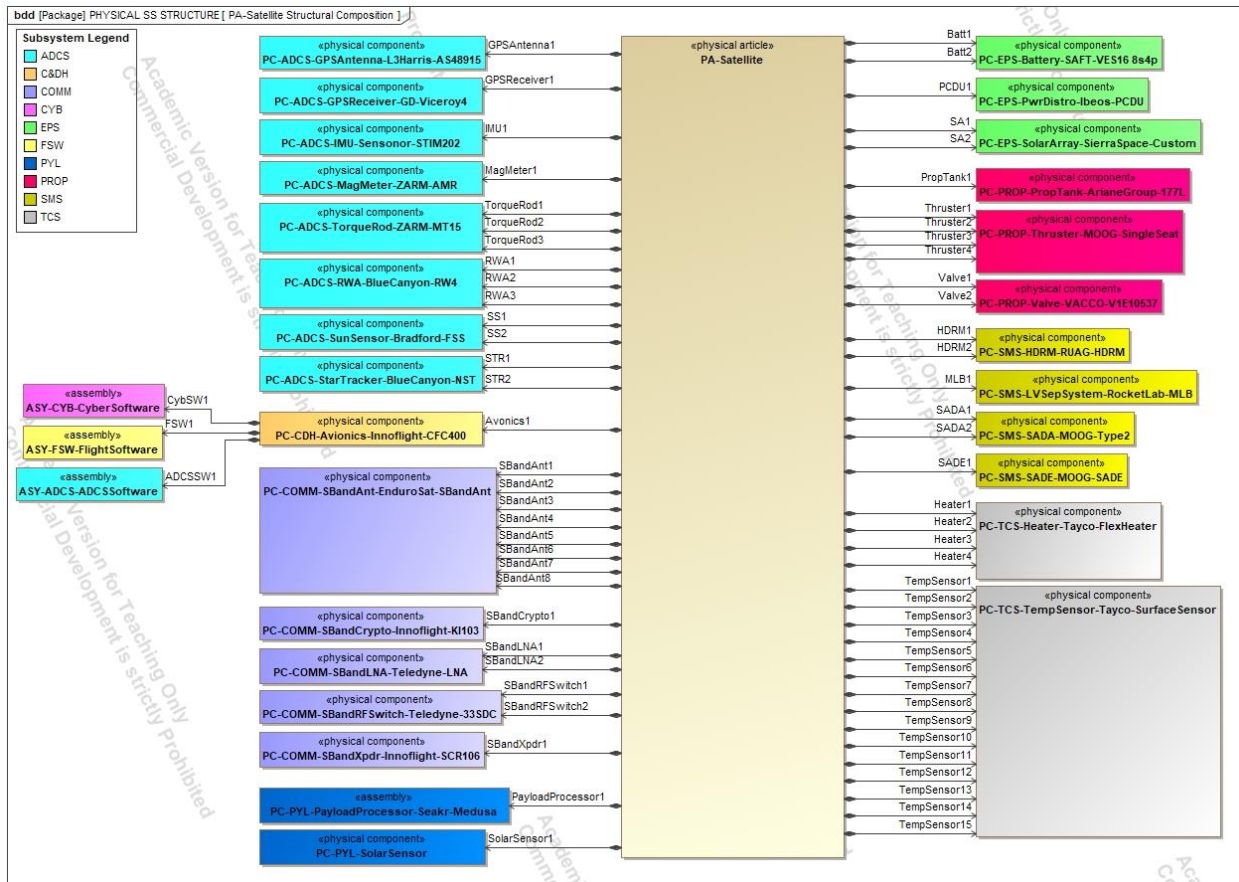 bdd [Package] PHYSICAL SS STRUCTURE [ PA-Satellite Structural Composition ]
Subsystem Legend
ADCS
C&DH
COMM
CYB
EPS
FSW
PYL
PROP
SMS
TCS
«physical component»
PC-ADCS-GPSAntenna-L3Harris-AS48915
GPSAntenna1
«physical component»
PC-ADCS-GPSReceiver-GD-Viceroy4
GPSReceiver1
«physical component»
PC-ADCS-IMU-Sensonor-STIM202
IMU1
«physical component»
PC-ADCS-MagMeter-ZARM-AMR
MagMeter1
«physical component»
PC-ADCS-TorqueRod-ZARM-MT15
TorqueRod1
TorqueRod2
TorqueRod3
«physical component»
PC-ADCS-RWA-BlueCanyon-RW4
RWA1
RWA2
RWA3
«physical component»
PC-ADCS-SunSensor-Bradford-FSS
SS1
SS2
«physical component»
PC-ADCS-StarTracker-BlueCanyon-NST
STR1
STR2
«assembly»
ASY-CYB-CyberSoftware
CybSW1
«assembly»
ASY-FSW-FlightSoftware
FSW1
«assembly»
ASY-ADCS-ADCSSoftware
ADCSSW1
«physical component»
PC-CDH-Avionics-Innoflight-CFC400
Avonics1
«physical component»
PC-COMM-SBandAnt-EnduroSat-SBandAnt
SBandAnt1
SBandAnt2
SBandAnt3
SBandAnt4
SBandAnt5
SBandAnt6
SBandAnt7
SBandAnt8
«physical component»
PC-COMM-SBandCrypto-Innoflight-KI103
SBandCrypto1
«physical component»
PC-COMM-SBandLNA-Teledyne-LNA
SBandLNA1
SBandLNA2
«physical component»
PC-COMM-SBandRFSwitch-Teledyne-33SDC
SBandRFSwitch1
SBandRFSwitch2
«physical component»
PC-COMM-SBandXpdr-Innoflight-SCR106
SBandXpdr1
«assembly»
PC-PYL-PayloadProcessor-Seakr-Medusa
PayloadProcessor1
«physical component»
PC-PYL-SolarSensor
SolarSensor1
«physical article»
PA-Satellite
Batt1
Batt2
«physical component»
PC-EPS-Battery-SAFT-VES16 8s4p
PCDU1
«physical component»
PC-EPS-PwrDistro-Ibeos-PCDU
SA1
SA2
«physical component»
PC-EPS-SolarArray-SierraSpace-Custom
PropTank1
«physical component»
PC-PROP-PropTank-ArianeGroup-177L
Thruster1
Thruster2
Thruster3
Thruster4
«physical component»
PC-PROP-Thruster-MOOG-SingleSeat
Valve1
Valve2
«physical component»
PC-PROP-Valve-VACCO-V1E10537
HDRM1
HDRM2
«physical component»
PC-SMS-HDRM-RUAG-HDRM
MLB1
«physical component»
PC-SMS-LVSepSystem-RocketLab-MLB
SADA1
SADA2
«physical component»
PC-SMS-SADA-MOOG-Type2
SADE1
«physical component»
PC-SMS-SADE-MOOG-SADE
Heater1
Heater2
Heater3
Heater4
«physical component»
PC-TCS-Heater-Tayco-FlexHeater
TempSensor1
TempSensor2
TempSensor3
TempSensor4
TempSensor5
TempSensor6
TempSensor7
TempSensor8
TempSensor9
TempSensor10
TempSensor11
TempSensor12
TempSensor13
TempSensor14
TempSensor15
«physical component»
PC-TCS-TempSensor-Tayco-SurfaceSensor
Academic Version for Teaching Only
Commercial Development is strictly Prohibited